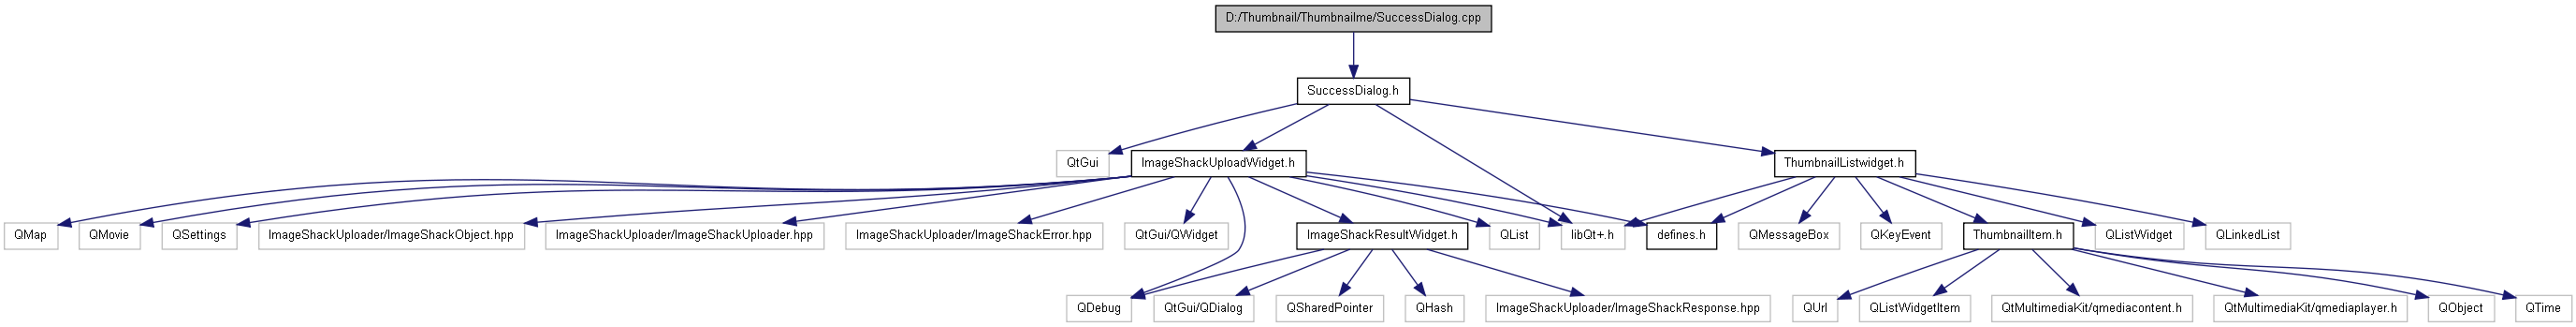 D:/Thumbnail/Thumbnailme/SuccessDialog.cpp
SuccessDialog.h
QtGui
ImageShackUploadWidget.h
ThumbnailListwidget.h
QMap
QMovie
QSettings
ImageShackUploader/ImageShackObject.hpp
ImageShackUploader/ImageShackUploader.hpp
ImageShackUploader/ImageShackError.hpp
QtGui/QWidget
ImageShackResultWidget.h
QList
libQt+.h
defines.h
QMessageBox
QKeyEvent
ThumbnailItem.h
QListWidget
QLinkedList
QDebug
QtGui/QDialog
QSharedPointer
QHash
ImageShackUploader/ImageShackResponse.hpp
QUrl
QListWidgetItem
QtMultimediaKit/qmediacontent.h
QtMultimediaKit/qmediaplayer.h
QObject
QTime